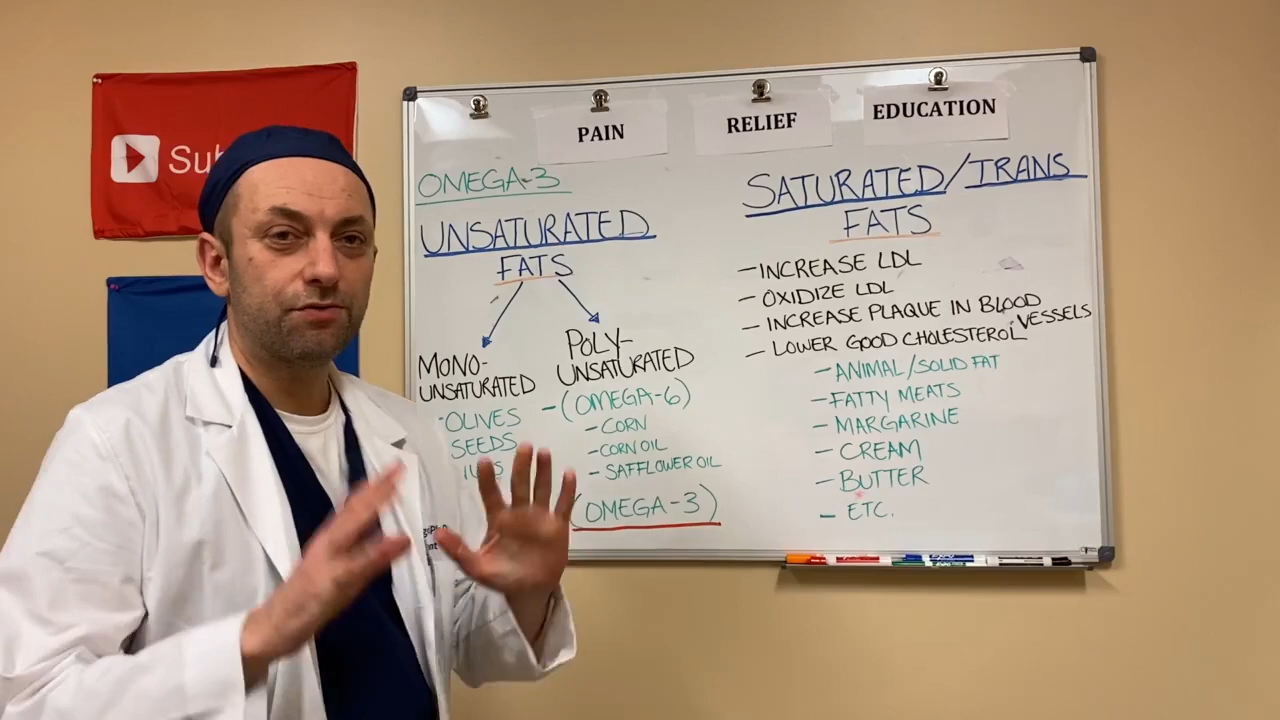 Sub
PAIN
RELIEF
EDUCATION
OMEGA-3
UNSATURATED
FATS
MONO-
UNSATURATED
OLIVES
SEEDS
POLY-
UNSATURATED
-(OMEGA-6)
- CORN
- CORN OIL
- SAFFLOWER OIL
(OMEGA-3)
SATURATED/TRANS
FATS
- INCREASE LDL
- OXIDIZE LDL
- INCREASE PLAQUE IN BLOOD
VESSELS
- LOWER GOOD CHOLESTEROL
- ANIMAL/SOLID FAT
- FATTY MEATS
- MARGARINE
- CREAM
- BUTTER
- ETC.